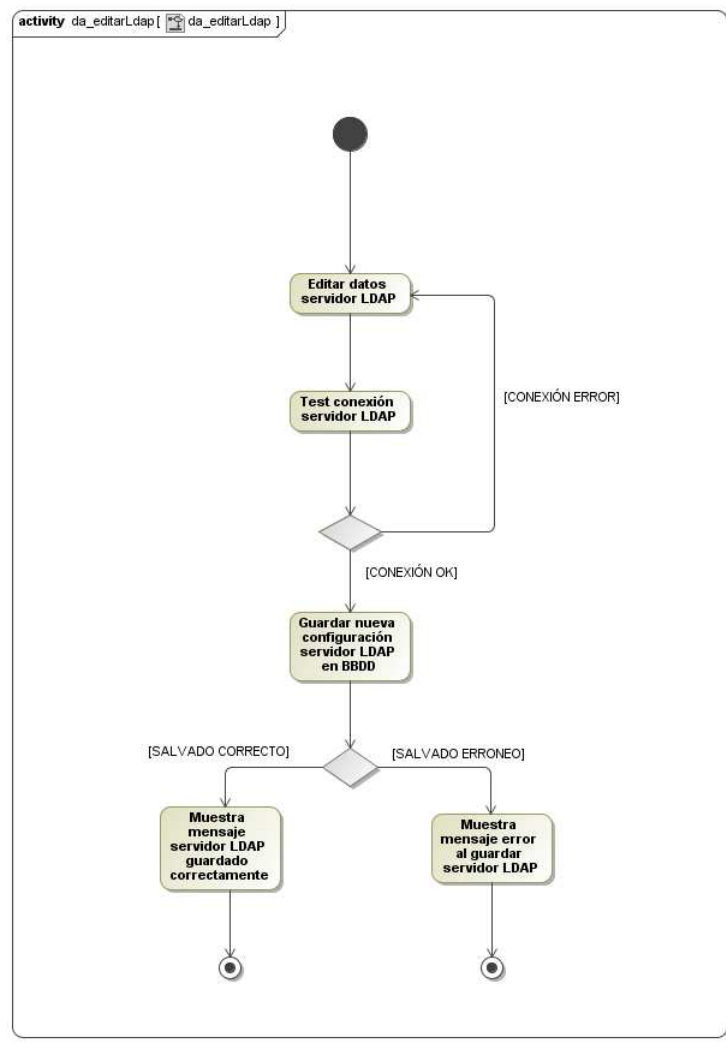 activity da_editarLdap [ da_editarLdap ]
Editar datos
servidor LDAP
Test conexión
servidor LDAP
[CONEXIÓN ERROR]
[CONEXIÓN OK]
Guardar nueva
configuración
servidor LDAP
en BBDD
[SALVADO CORRECTO]
[SALVADO ERRONEO]
Muestra
mensaje
servidor LDAP
guardado
correctamente
Muestra
mensaje error
al guardar
servidor LDAP